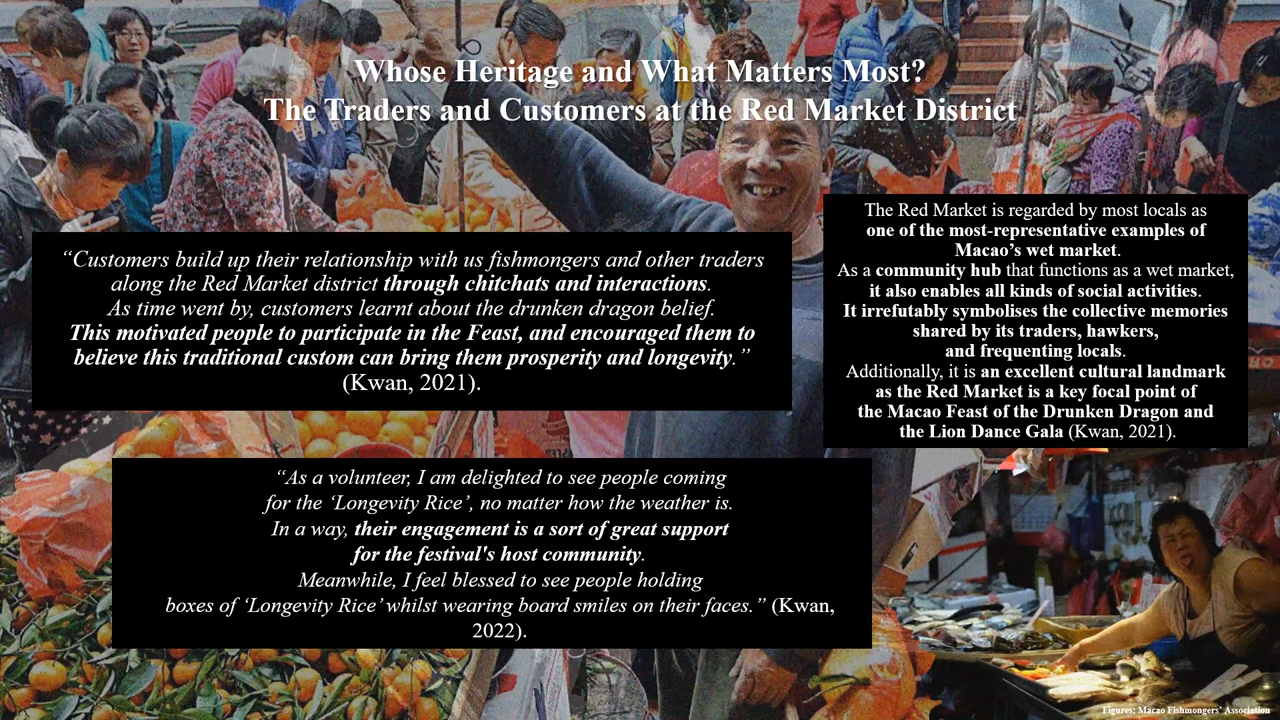 Whose Heritage and What Matters Most?
The Traders and Customers at the Red Market District
“Customers build up their relationship with us fishmongers and other traders
along the Red Market district through chitchats and interactions.
As time went by, customers learnt about the drunken dragon belief.
This motivated people to participate in the Feast, and encouraged them to
believe this traditional custom can bring them prosperity and longevity.”
(Kwan, 2021).
The Red Market is regarded by most locals as
one of the most-representative examples of
Macao’s wet market.
As a community hub that functions as a wet market,
it also enables all kinds of social activities.
It irrefutably symbolises the collective memories
shared by its traders, hawkers,
and frequenting locals.
Additionally, it is an excellent cultural landmark
as the Red Market is a key focal point of
the Macao Feast of the Drunken Dragon and
the Lion Dance Gala (Kwan, 2021).
“As a volunteer, I am delighted to see people coming
for the ‘Longevity Rice’, no matter how the weather is.
In a way, their engagement is a sort of great support
for the festival's host community.
Meanwhile, I feel blessed to see people holding
boxes of ‘Longevity Rice’ whilst wearing board smiles on their faces.” (Kwan,
2022).
Figures: Macao Fishmongers’ Association